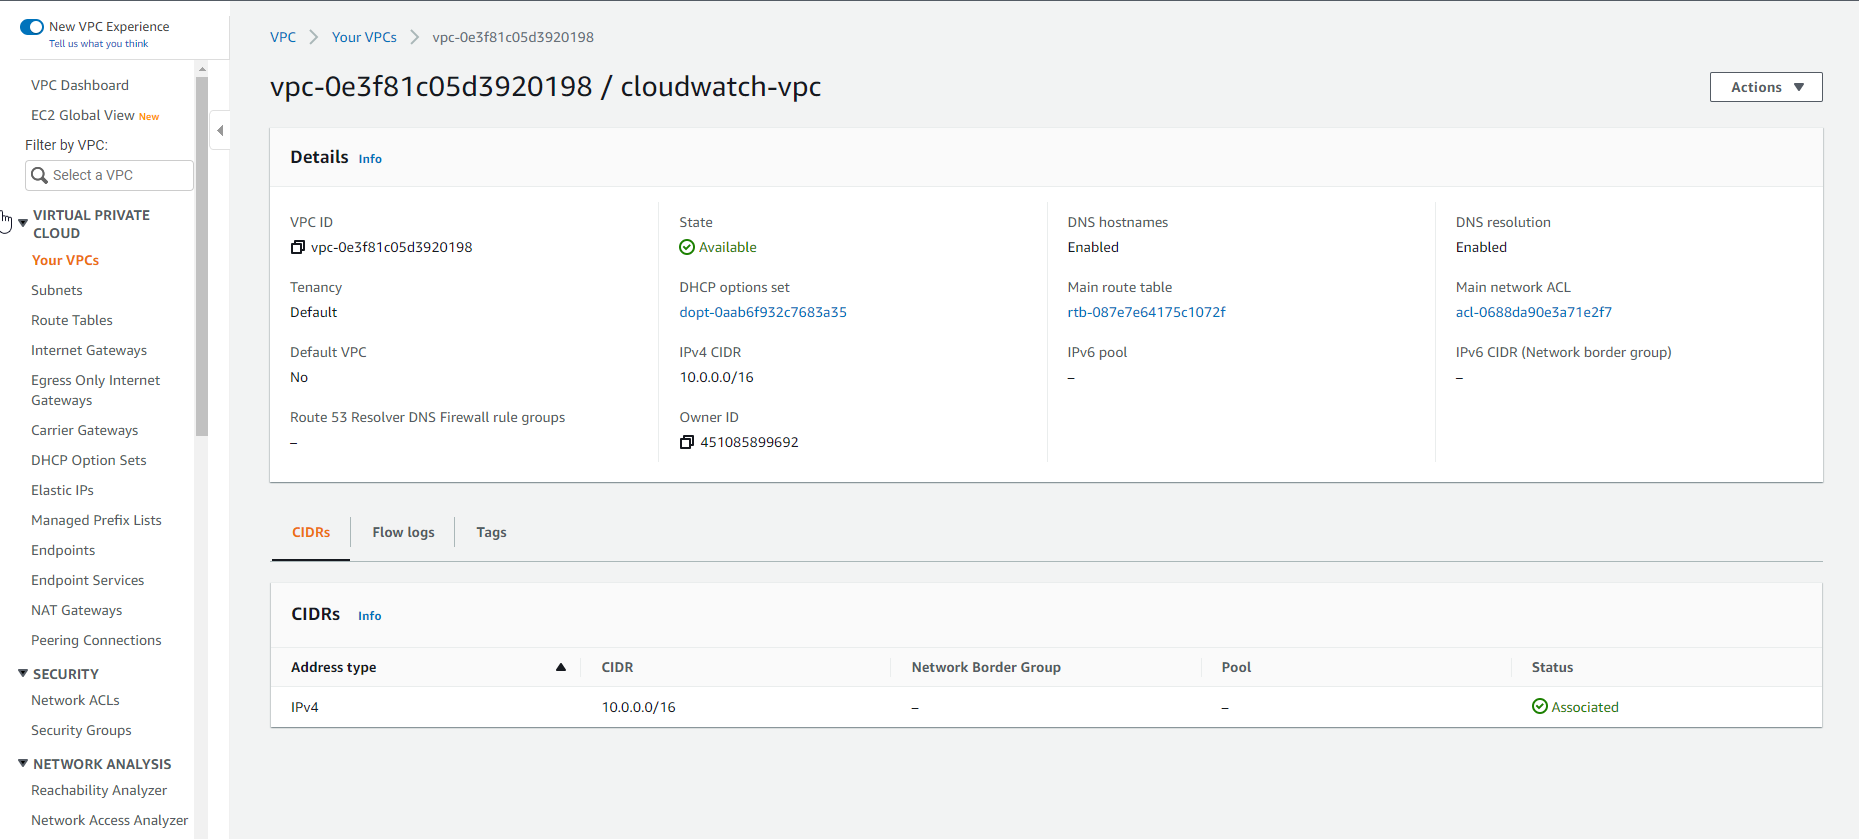 New VPC Experience
Tell us what you think
VPC Dashboard
EC2 Global View New
Filter by VPC:
Select a VPC
VIRTUAL PRIVATE
CLOUD
Your VPCs
Subnets
Route Tables
Internet Gateways
Egress Only Internet
Gateways
Carrier Gateways
DHCP Option Sets
Elastic IPs
Managed Prefix Lists
Endpoints
Endpoint Services
NAT Gateways
Peering Connections
SECURITY
Network ACLs
Security Groups
NETWORK ANALYSIS
Reachability Analyzer
Network Access Analyzer
VPC Your VPCs vpc-0e3f81c05d3920198
vpc-0e3f81c05d3920198 / cloudwatch-vpc
Actions
Details Info
VPC ID
vpc-0e3f81c05d3920198
State
Available
DNS hostnames
Enabled
DNS resolution
Enabled
Tenancy
Default
DHCP options set
dopt-0aab6f932c7683a35
Main route table
rtb-087e7e64175c1072f
Main network ACL
acl-0688da90e3a71e2f7
Default VPC
No
IPv4 CIDR
10.0.0.0/16
IPv6 pool
–
IPv6 CIDR (Network border group)
–
Route 53 Resolver DNS Firewall rule groups
–
Owner ID
451085899692
CIDRs Flow logs Tags
CIDRs Info
Address type CIDR Network Border Group Pool Status
IPv4 10.0.0.0/16 – – Associated